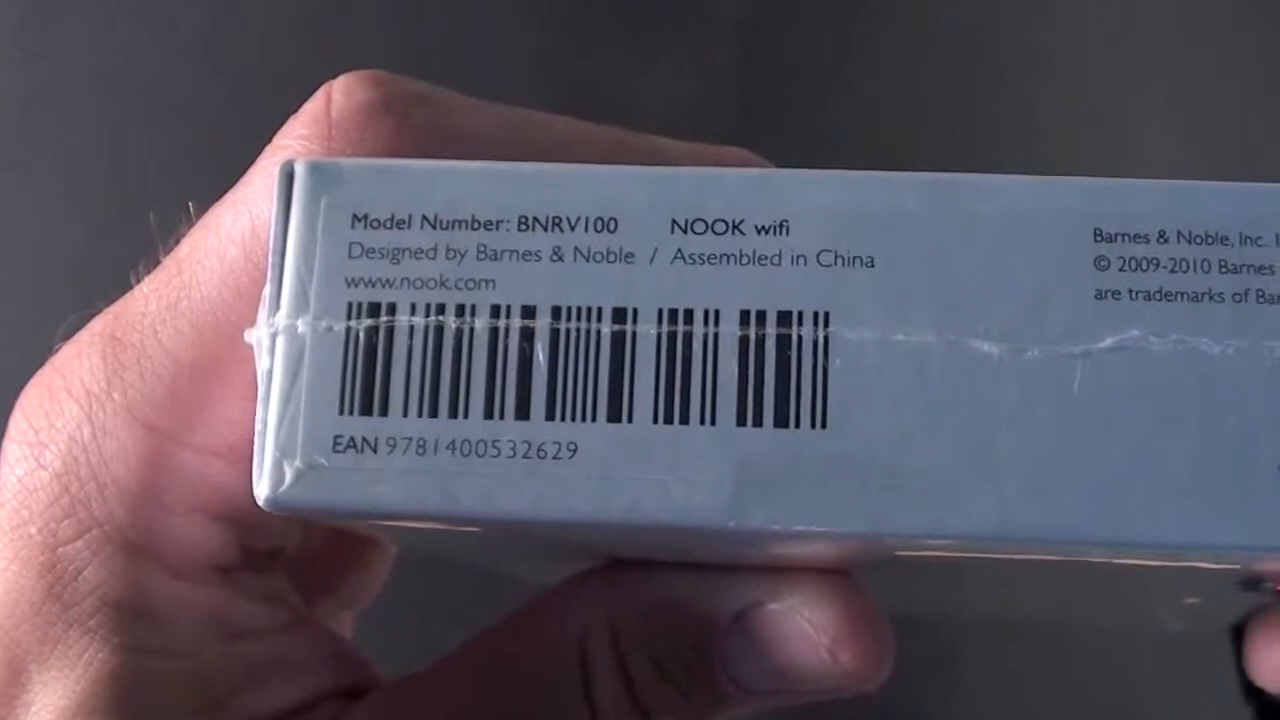 Model Number: BNRV100 NOOK wifi
Designed by Barnes & Noble / Assembled in China
www.nook.com
EAN 9781400532629
Barnes & Noble, Inc.
© 2009-2010 Barnes
are trademarks of